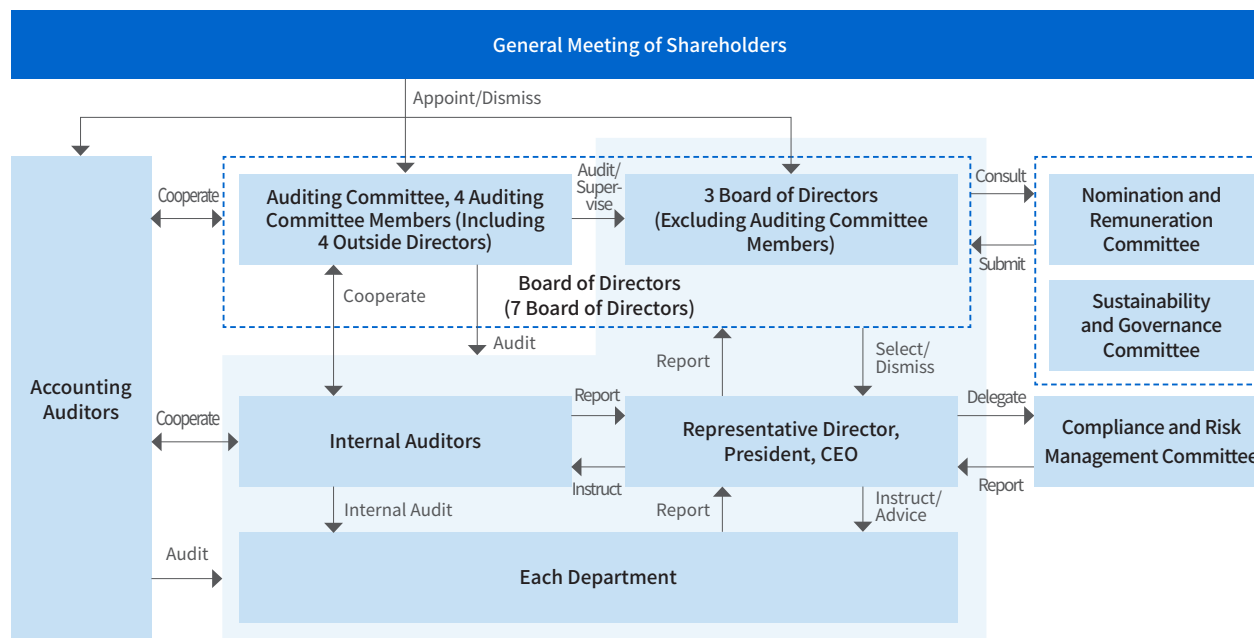 General Meeting of Shareholders
Appoint/Dismiss
Cooperate
Auditing Committee, 4 Auditing
Committee Members (Including
4 Outside Directors)
Audit/
Super-
vise
3 Board of Directors
(Excluding Auditing Committee
Members)
Consult
Submit
Nomination and
Remuneration
Committee
Sustainability
and Governance
Committee
Cooperate
Board of Directors
(7 Board of Directors)
Audit
Report
Select/
Dismiss
Accounting
Auditors
Cooperate
Internal Auditors
Report
Instruct
Representative Director,
President, CEO
Delegate
Report
Compliance and Risk
Management Committee
Internal Audit
Report
Instruct/
Advice
Audit
Each Department